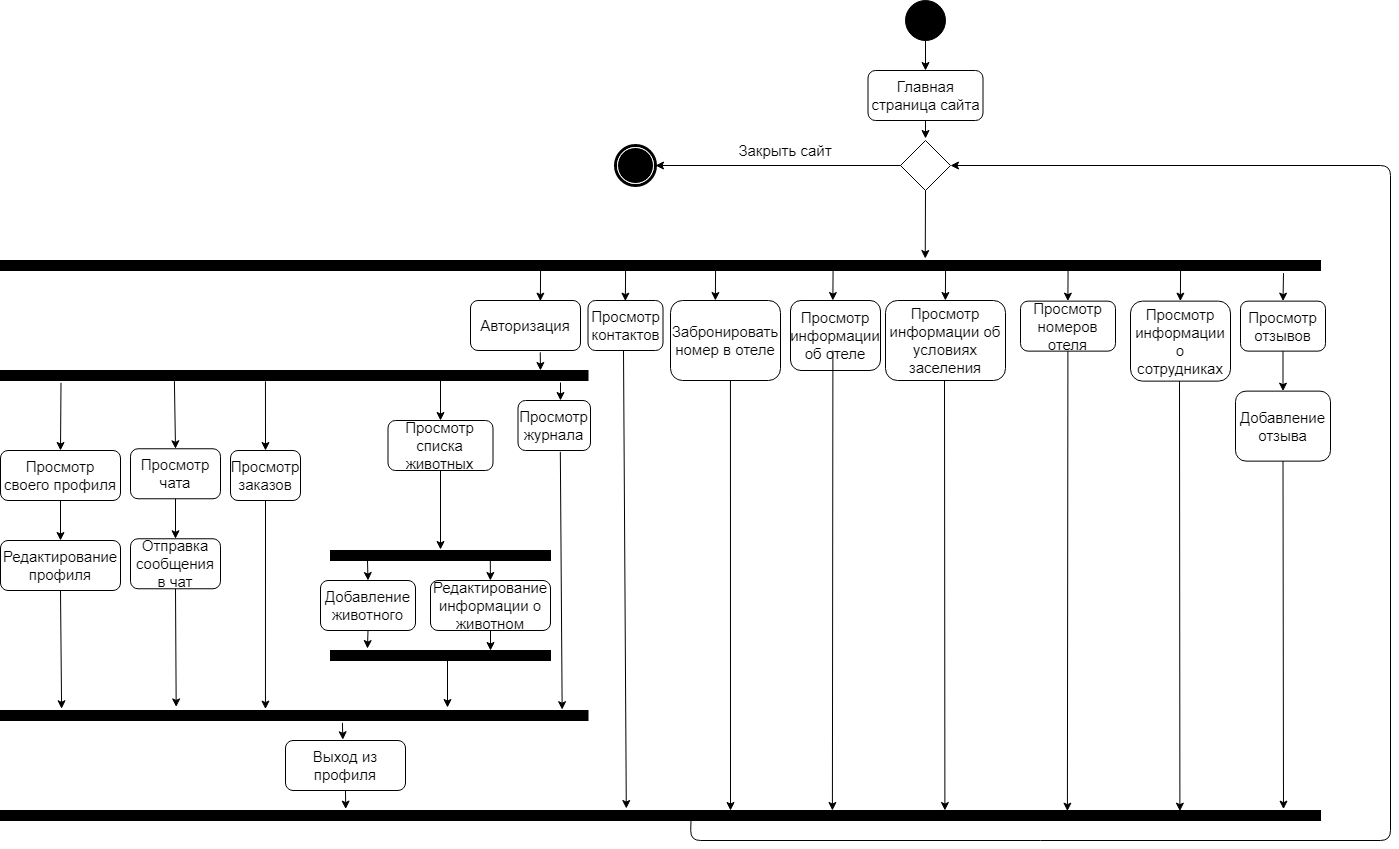 Главная
страница сайта
Закрыть сайт
Авторизация
Просмотр
контактов
Забронировать
номер в отеле
Просмотр
информации
об отеле
Просмотр
информации об
условиях
заселения
Просмотр
номеров
отеля
Просмотр
информации
о
сотрудниках
Просмотр
отзывов
Добавление
отзыва
Просмотр
журнала
Просмотр
списка
животных
Просмотр
своего профиля
Просмотр
чата
Просмотр
заказов
Редактирование
профиля
Отправка
сообщения
в чат
Добавление
животного
Редактирование
информации о
животном
Выход из
профиля